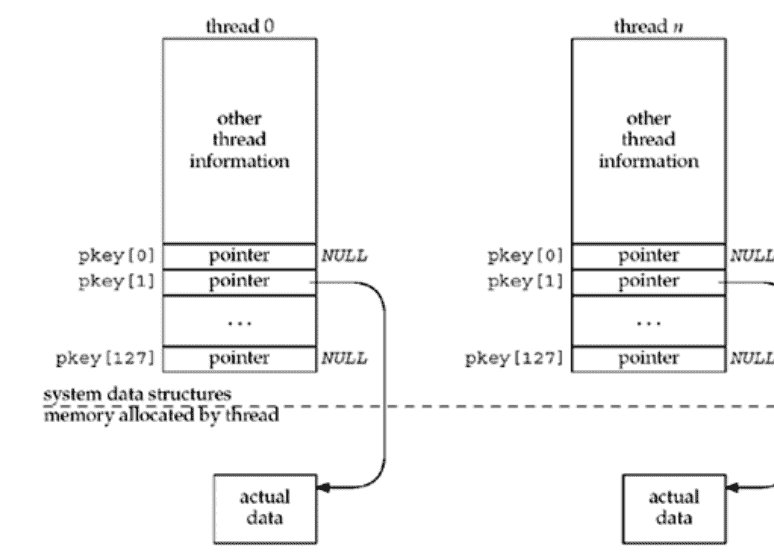 thread 0
other
thread
information
pkey[0] pointer NULL
pkey[1] pointer
...
pkey[127] pointer NULL
thread n
other
thread
information
pkey[0] pointer NULL
pkey[1] pointer
...
pkey[127] pointer NULL
system data structures
memory allocated by thread
actual
data
actual
data